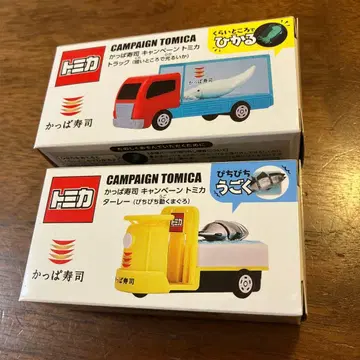 トミカ
CAMPAIGN TOMICA
かっぱ寿司 キャンペーン トミカ
トラック(暗いところで光るいか)
くらいところで
ひかる
かっぱ寿司
トミカ
CAMPAIGN TOMICA
かっぱ寿司 キャンペーン トミカ
ターレー(ぴちぴち動くまぐろ)
ぴちぴち
うごく
かっぱ寿司